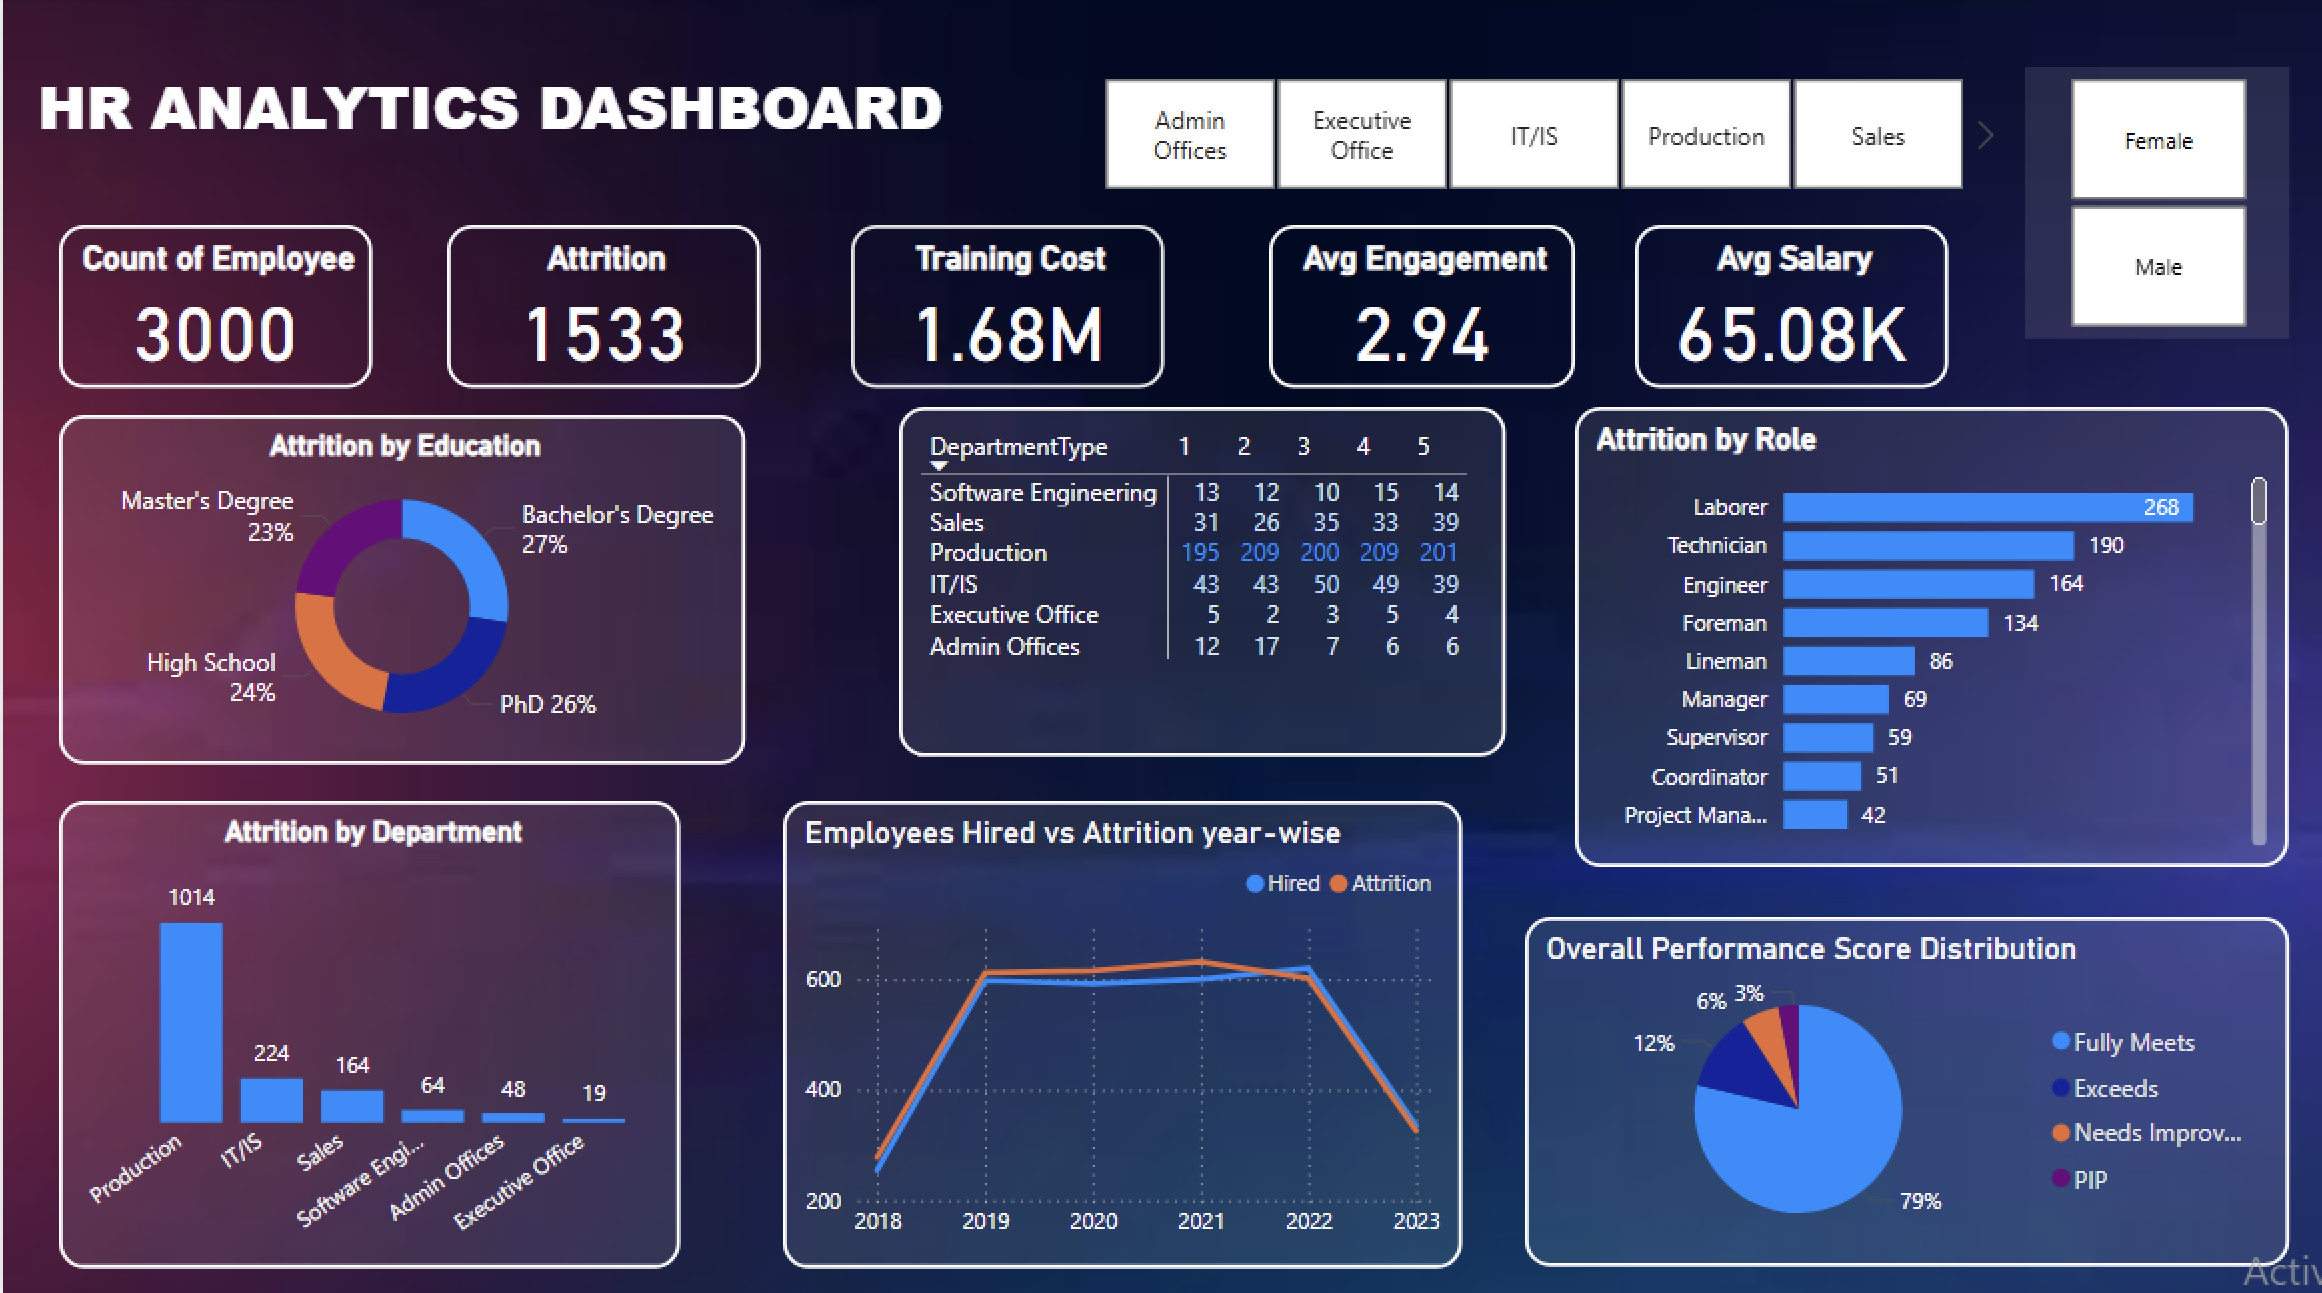 HR ANALYTICS DASHBOARD
Admin
Offices
Executive
Office
IT/IS
Production
Sales
Female
Male
Count of Employee
3000
Attrition
1533
Training Cost
1.68M
Avg Engagement
2.94
Avg Salary
65.08K
Attrition by Education
Master's Degree
23%
Bachelor's Degree
27%
High School
24%
PhD 26%
DepartmentType 1 2 3 4 5
Software Engineering 13 12 10 15 14
Sales 31 26 35 33 39
Production 195 209 200 209 201
IT/IS 43 43 50 49 39
Executive Office 5 2 3 5 4
Admin Offices 12 17 7 6 6
Attrition by Role
Laborer 268
Technician 190
Engineer 164
Foreman 134
Lineman 86
Manager 69
Supervisor 59
Coordinator 51
Project Mana... 42
Attrition by Department
1014
224
164
64
48
19
Production
IT/IS
Sales
Software Engi...
Admin Offices
Executive Office
Employees Hired vs Attrition year-wise
Hired Attrition
600
400
200
2018 2019 2020 2021 2022 2023
Overall Performance Score Distribution
6% 3%
12%
79%
Fully Meets
Exceeds
Needs Improv...
PIP
Activ